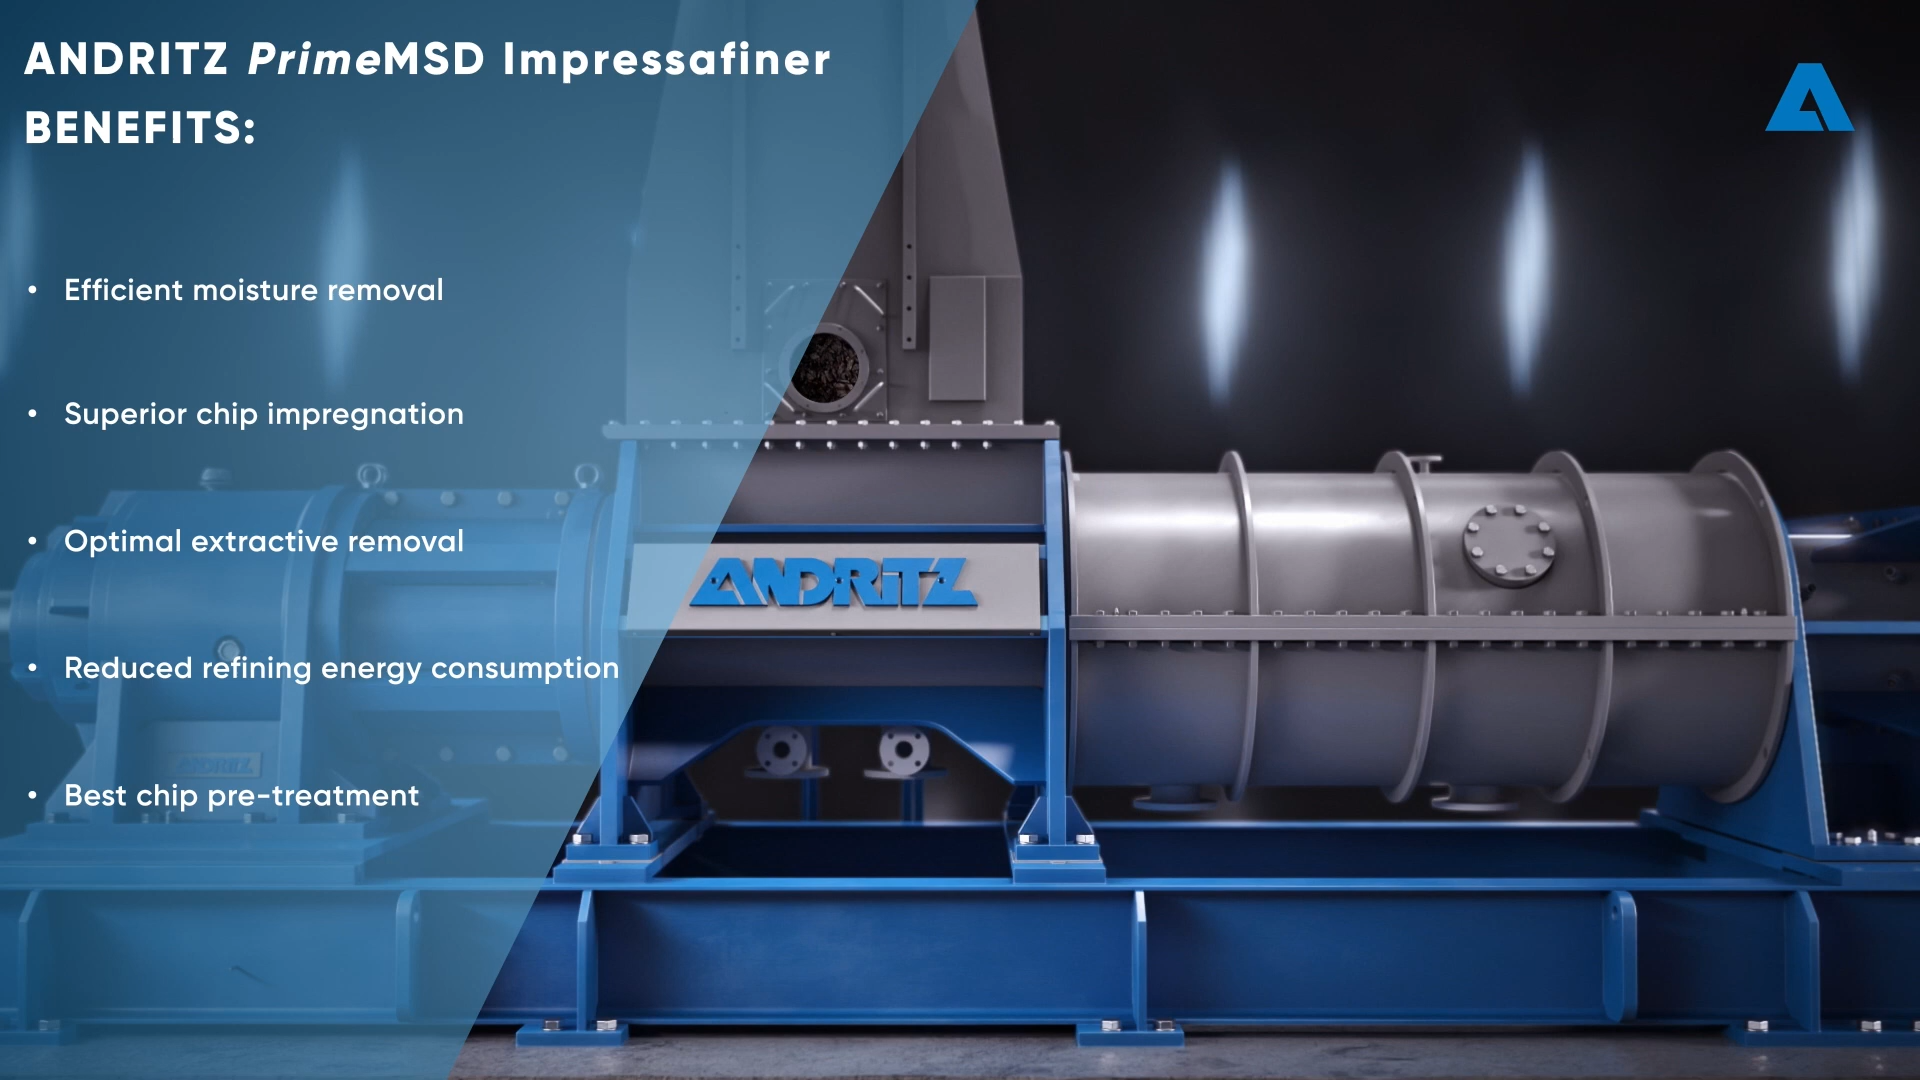 ANDRITZ PrimeMSD Impressafiner
BENEFITS:
• Efficient moisture removal
• Superior chip impregnation
• Optimal extractive removal
• Reduced refining energy consumption
• Best chip pre-treatment
ANDRITZ
ANDRITZ